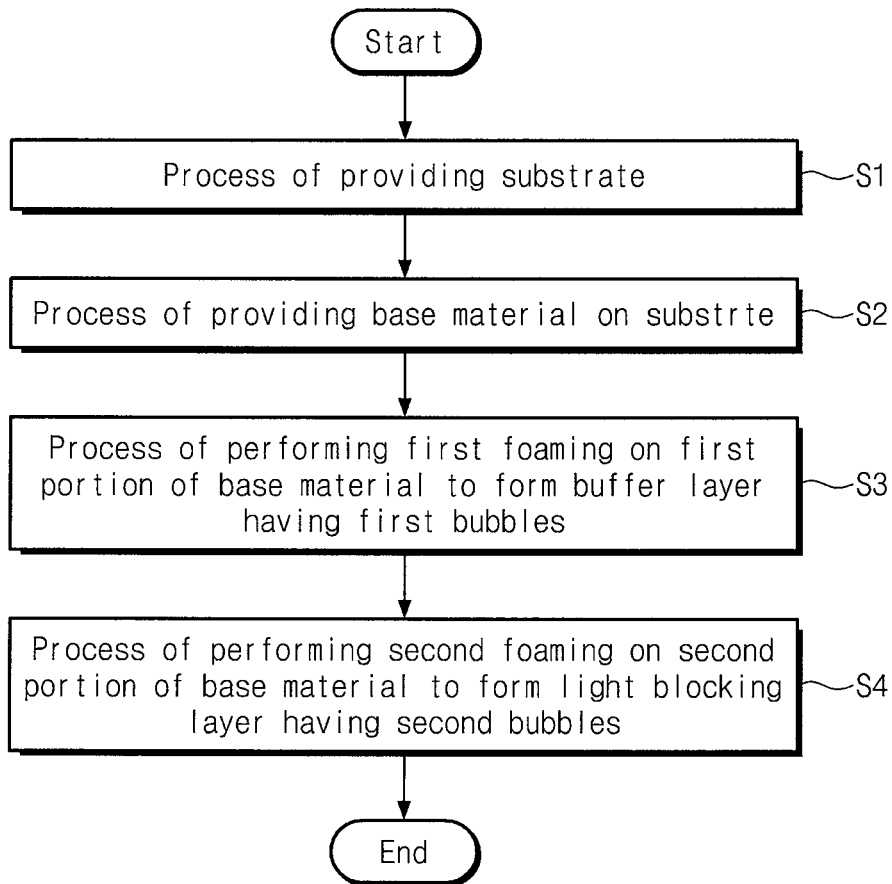 Start
Process of providing substrate
S1
Process of providing base material on substrte
S2
Process of performing first foaming on first
portion of base material to form buffer layer
having first bubbles
S3
Process of performing second foaming on second
portion of base material to form light blocking
layer having second bubbles
S4
End